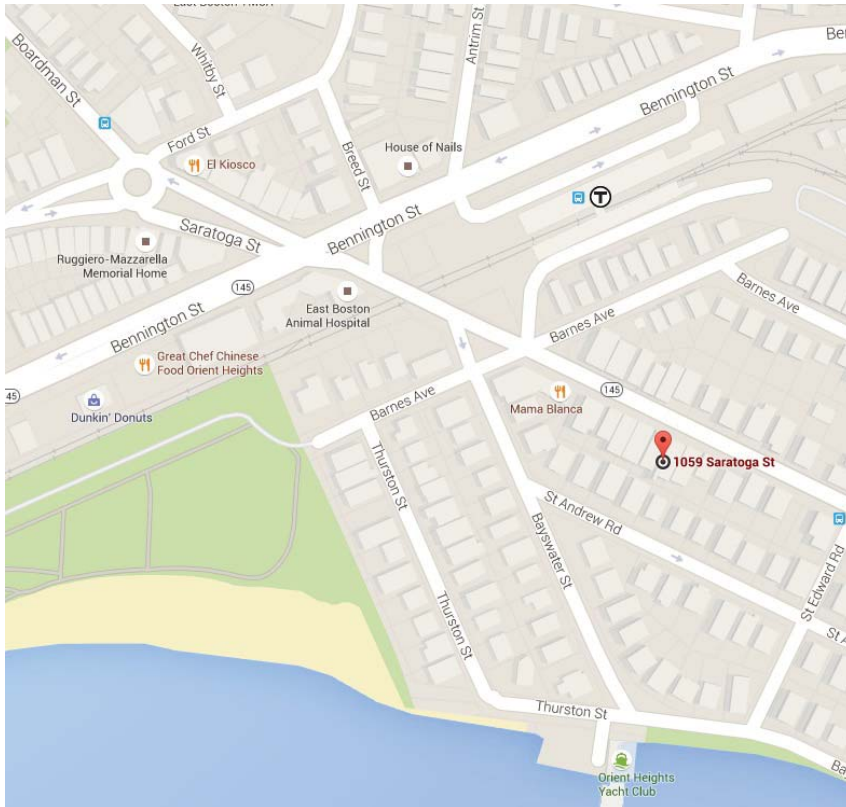 Boardman St
Whitby St
Antrim St
Bennington St
Ford St
El Kiosco
Breed St
House of Nails
T
Saratoga St
Bennington St
Ruggiero-Mazzarella
Memorial Home
145
East Boston
Animal Hospital
Barnes Ave
Barnes Ave
Bennington St
Great Chef Chinese
Food Orient Heights
145
45
Dunkin' Donuts
Barnes Ave
Mama Blanca
1059 Saratoga St
Thurston St
St Andrew Rd
Bayswater St
St Edward Rd
Thurston St
Thurston St
Orient Heights
Yacht Club